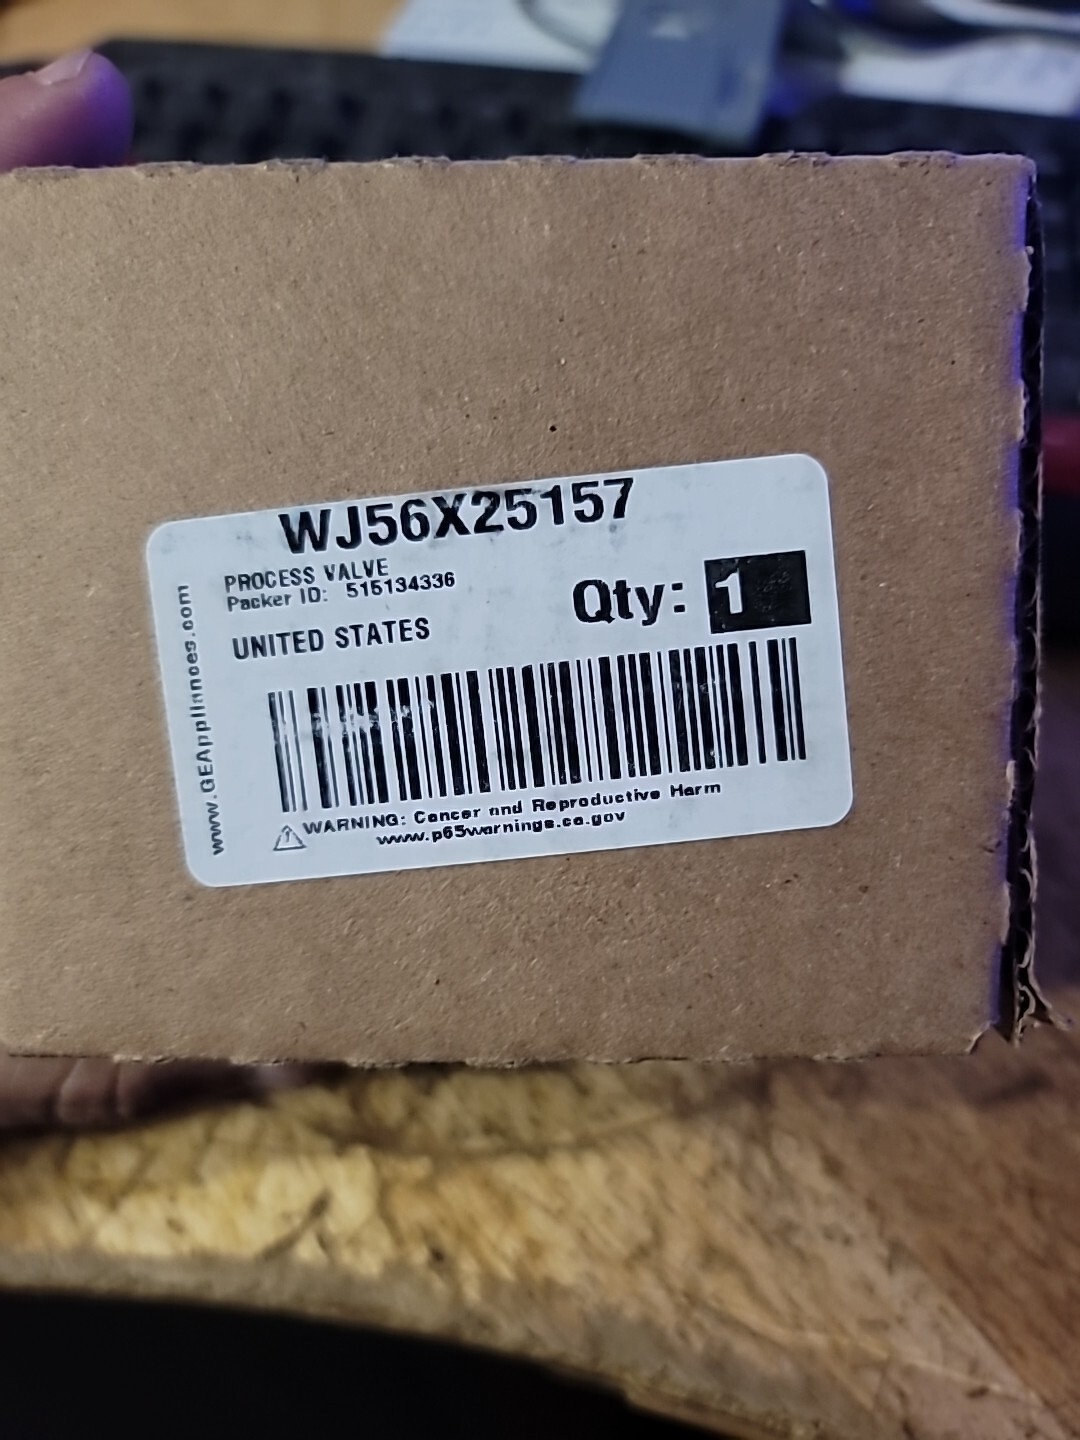 WJ56X25157
PROCESS VALVE
Packer ID: 515134336
Qty: 1
UNITED STATES
www.GEAppliances.com
WARNING: Cancer and Reproductive Harm
www.p65warnings.ca.gov